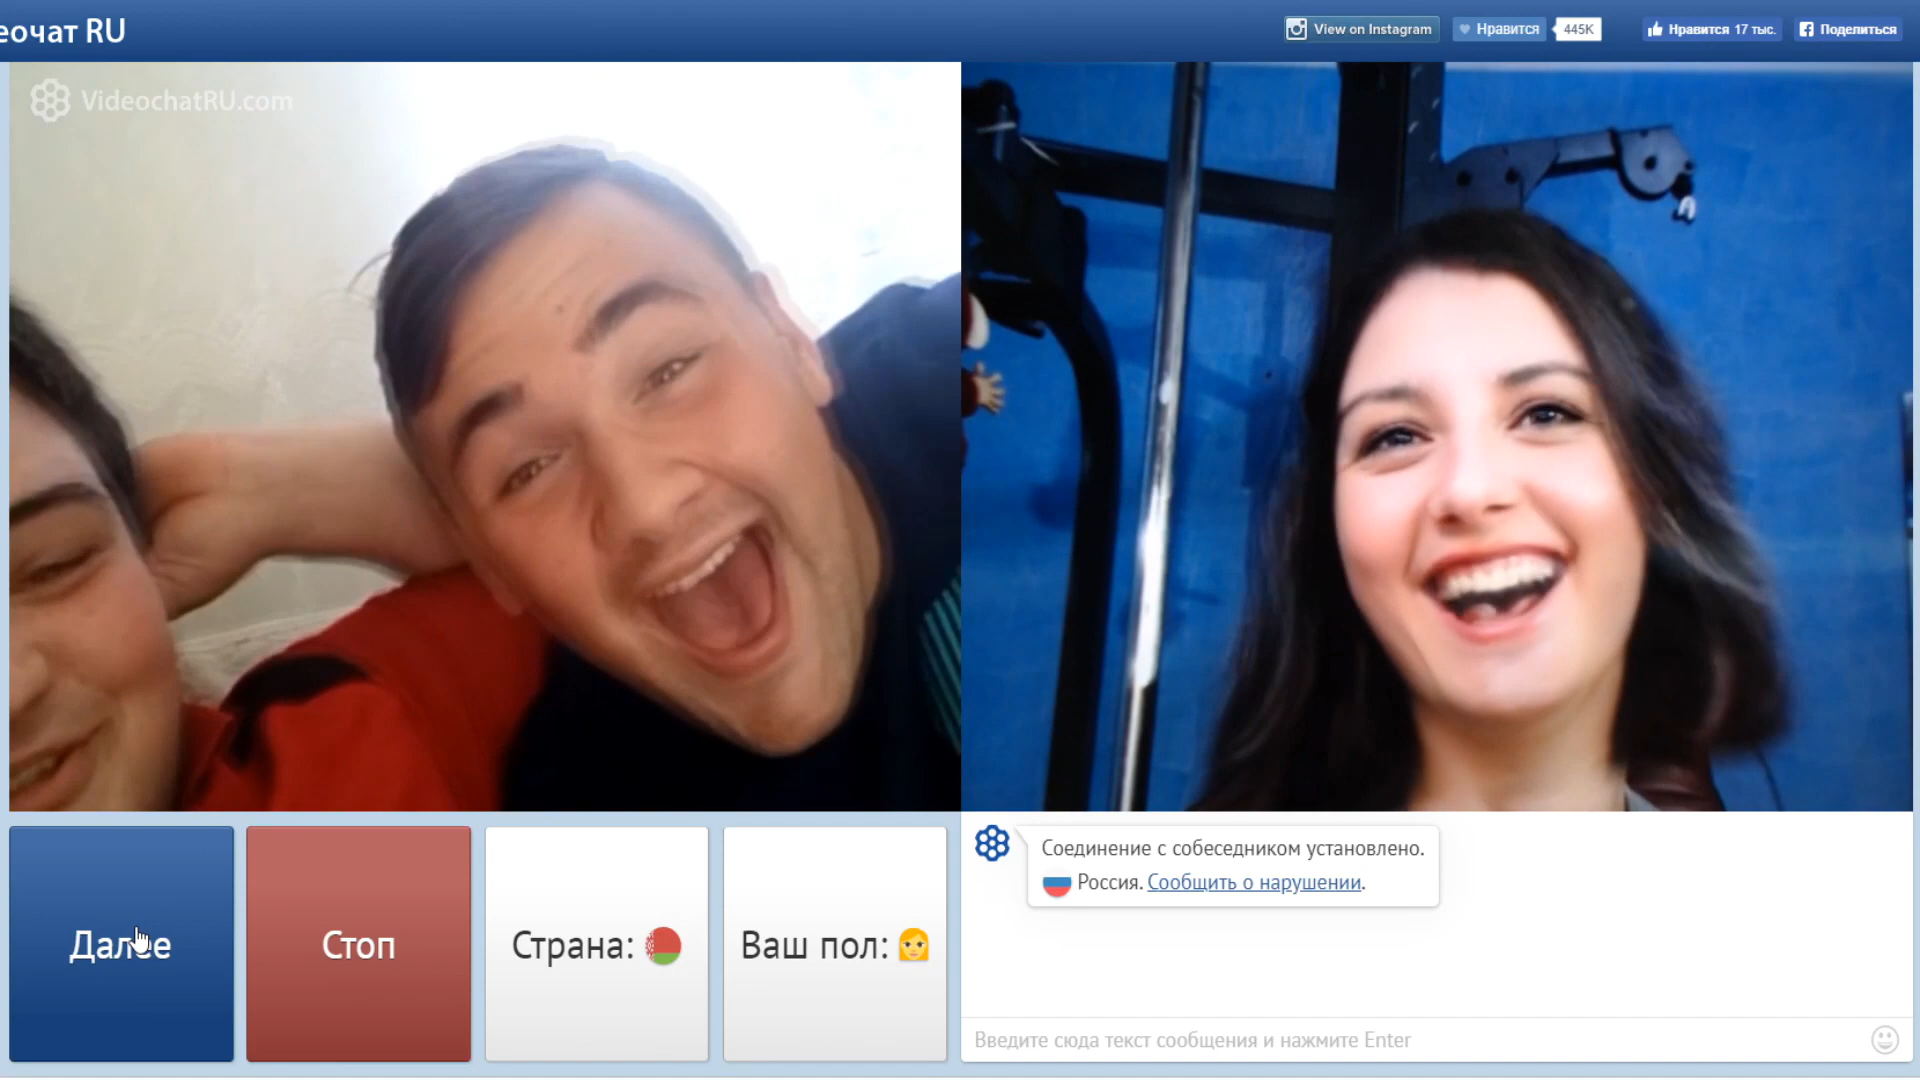 еочат RU
View on Instagram
Нравится
445K
Нравится 17 тыс.
Поделиться
VideochatRU.com
Далее
Стоп
Страна:
Ваш пол:
Соединение с собеседником установлено.
Россия. Сообщить о нарушении.
Введите сюда текст сообщения и нажмите Enter